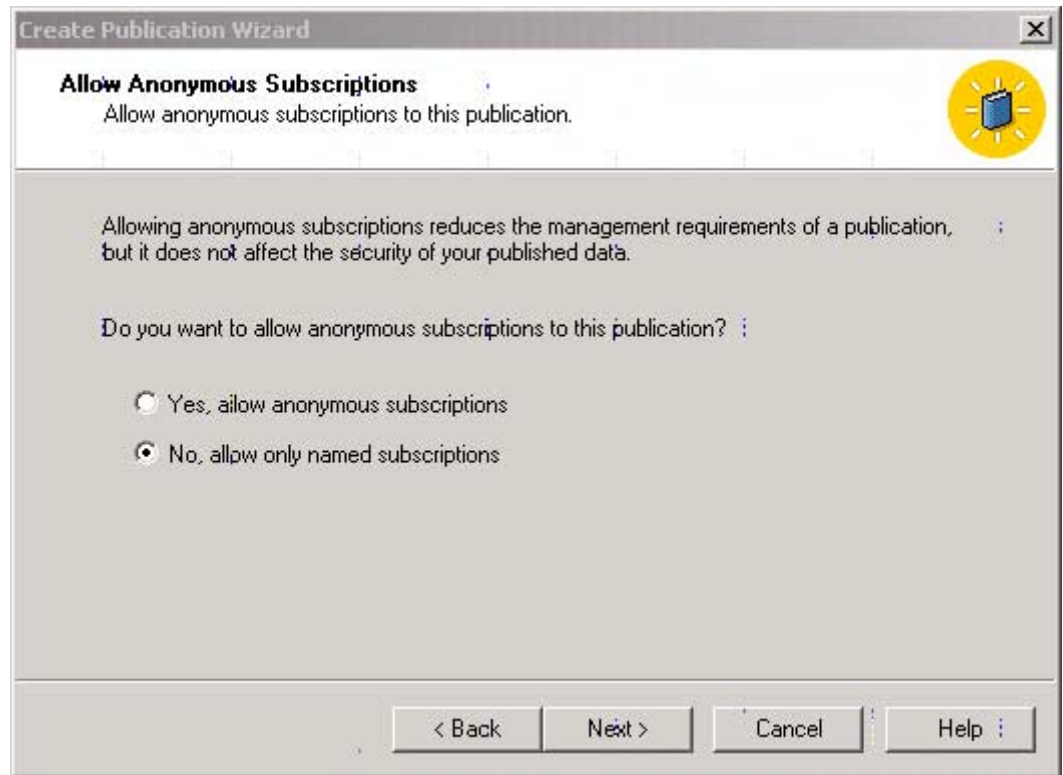 Create Publication Wizard
Allow Anonymous Subscriptions
Allow anonymous subscriptions to this publication.
Allowing anonymous subscriptions reduces the management requirements of a publication,
but it does not affect the security of your published data.
Do you want to allow anonymous subscriptions to this publication?
Yes, allow anonymous subscriptions
No, allow only named subscriptions
< Back Next > Cancel Help